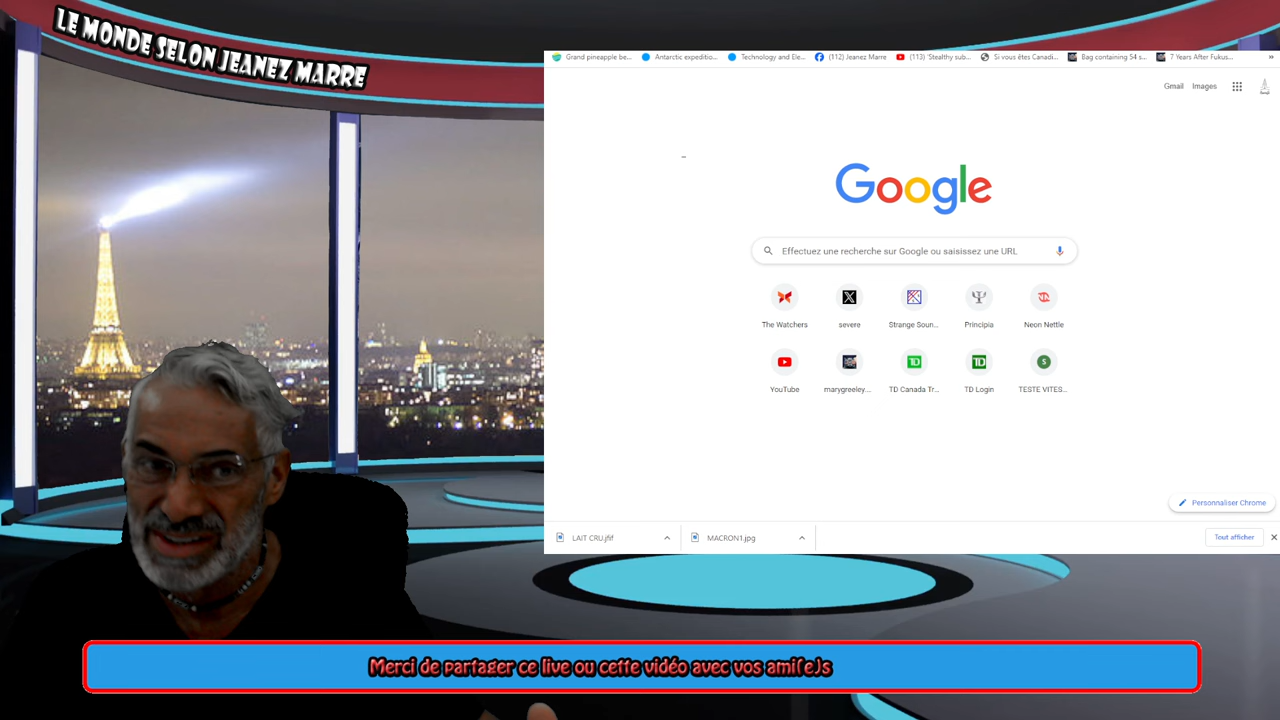 LE MONDE SELON JEANEZ MARRE
Grand pineapple be... Antarctic expeditio... Technology and Ele... (112) Jeanez Marre (113) 'Stealthy sub... Si vous êtes Canadi... Bag containing 54 s... 7 Years After Fukus... »
Gmail Images
Google
Effectuez une recherche sur Google ou saisissez une URL
The Watchers severe Strange Soun... Principia Neon Nettle
YouTube marygreeley... TD Canada Tr... TD Login TESTE VITES...
Personnaliser Chrome
LAIT CRU.jfif MACRON1.jpg Tout afficher
Merci de partager ce live ou cette vidéo avec vos ami(e)s